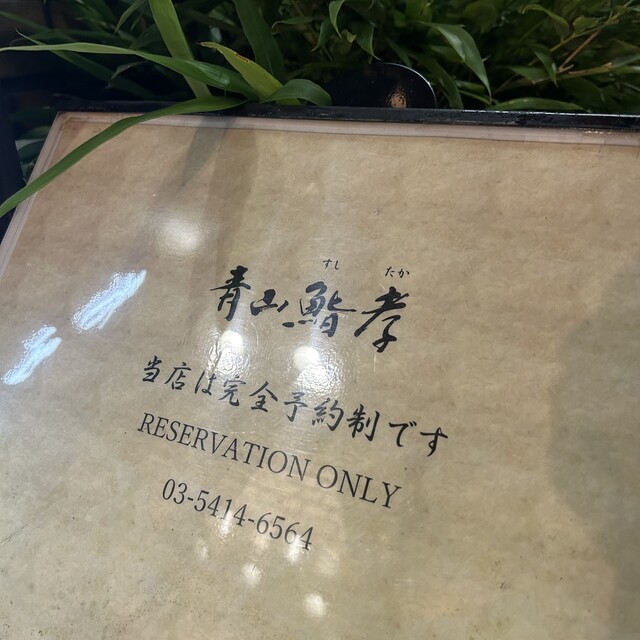 すし たか
青山鮨孝
当店は完全予約制です
RESERVATION ONLY
03-5414-6564